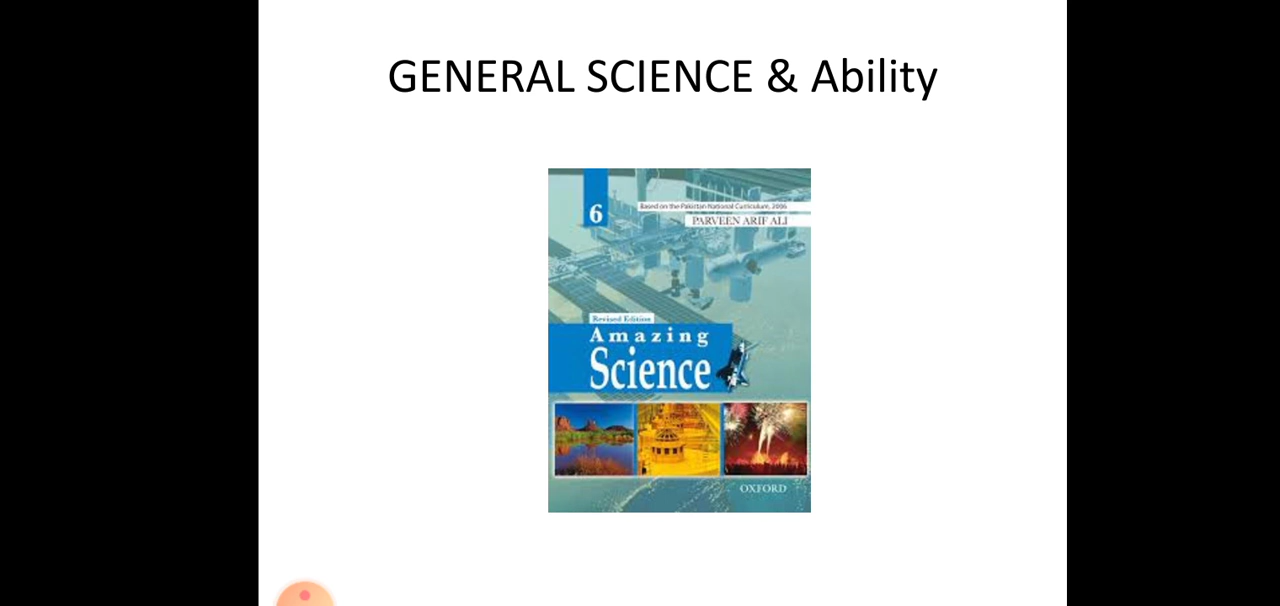 GENERAL SCIENCE & Ability
6
Based on the Pakistan National Curriculum, 2006
PARVEEN ARIF ALI
Revised Edition
Amazing
Science
OXFORD